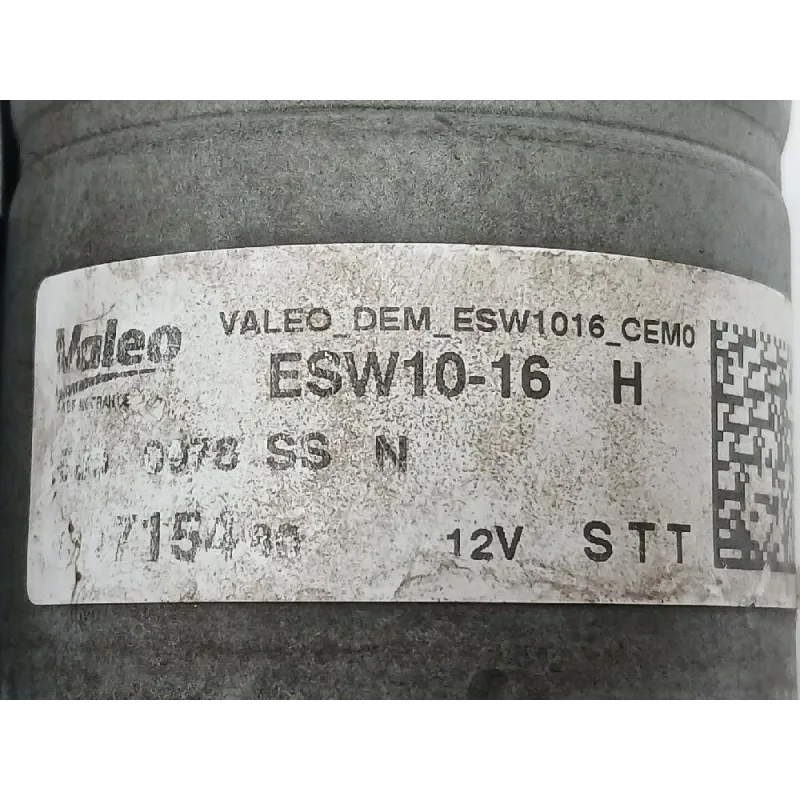 Valeo
VALEO_DEM_ESW1016_CEM0
ESW10-16 H
SS N
12V STT